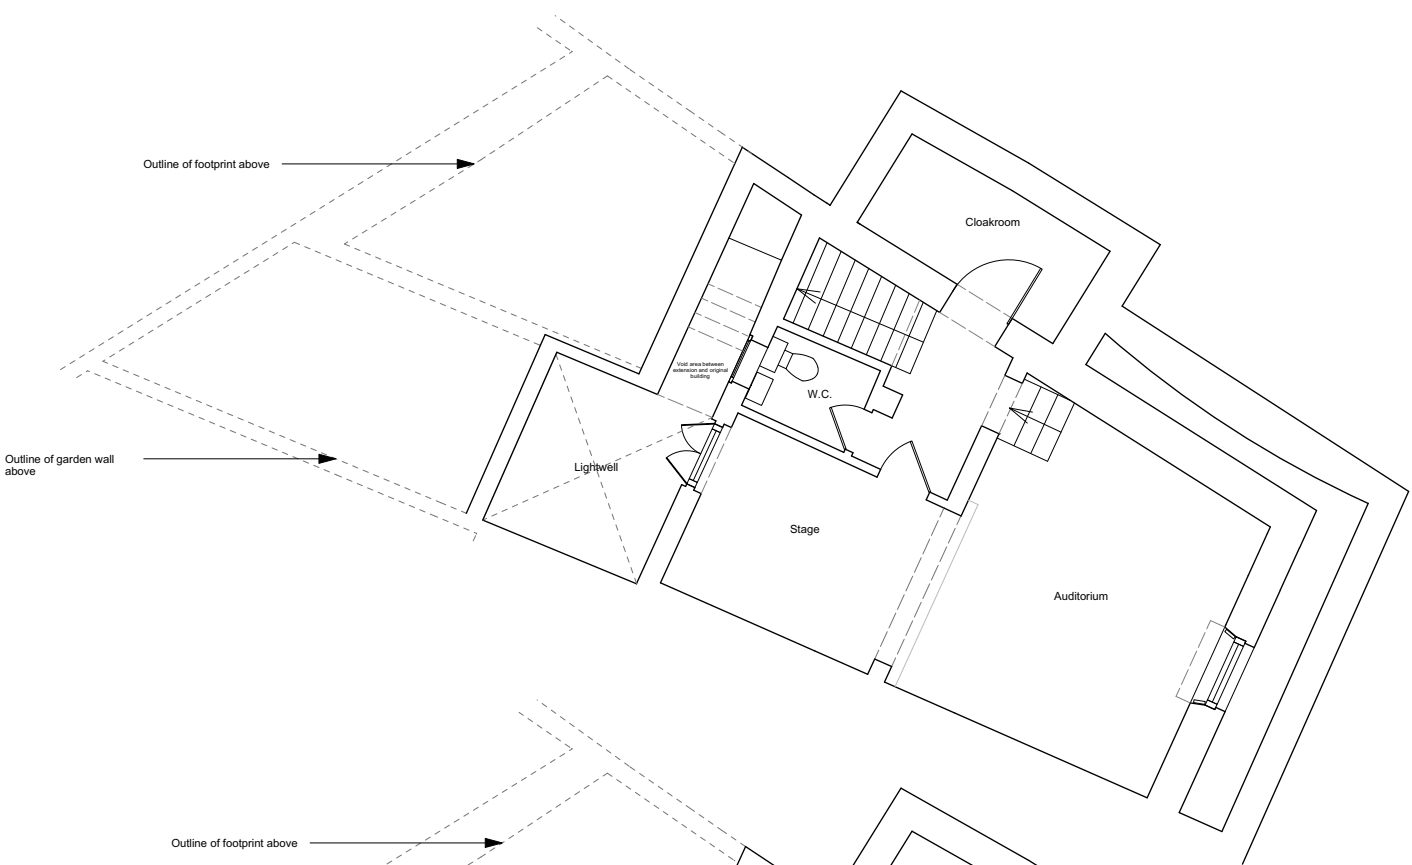 Outline of footprint above
Cloakroom
Void area between
extension and original
building
W.C.
Outline of garden wall
above
Lightwell
Stage
Auditorium
Outline of footprint above